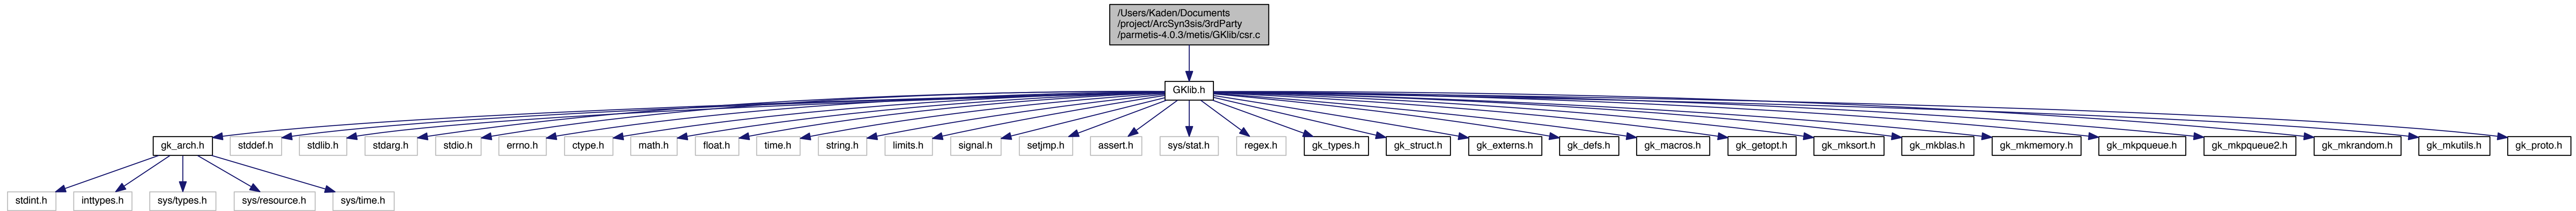 /Users/Kaden/Documents
/project/ArcSyn3sis/3rdParty
/parmetis-4.0.3/metis/GKlib/csr.c
GKlib.h
gk_arch.h
stddef.h
stdlib.h
stdarg.h
stdio.h
errno.h
ctype.h
math.h
float.h
time.h
string.h
limits.h
signal.h
setjmp.h
assert.h
sys/stat.h
regex.h
gk_types.h
gk_struct.h
gk_externs.h
gk_defs.h
gk_macros.h
gk_getopt.h
gk_mksort.h
gk_mkblas.h
gk_mkmemory.h
gk_mkpqueue.h
gk_mkpqueue2.h
gk_mkrandom.h
gk_mkutils.h
gk_proto.h
stdint.h
inttypes.h
sys/types.h
sys/resource.h
sys/time.h